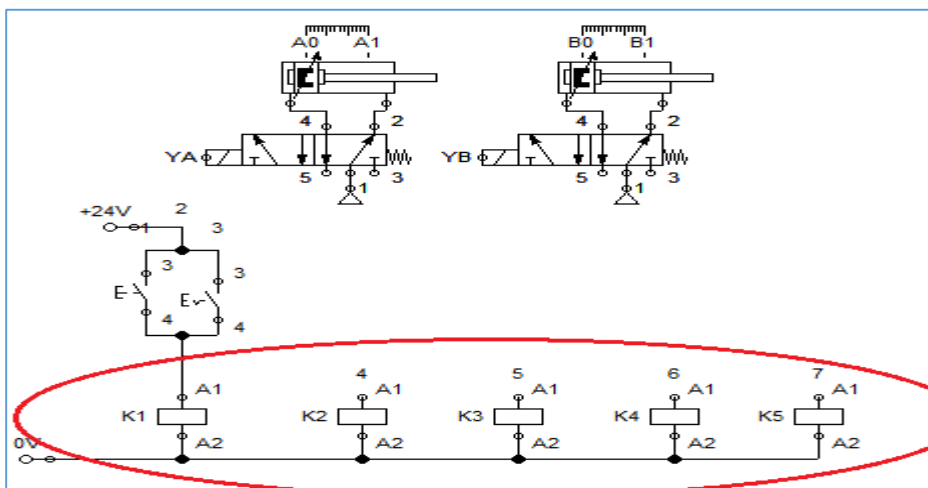 A0 A1 B0 B1
4 2 4 2
YA YB
5 3 5 3
1 1
2
+24V 1 3
3 3
E E
4 4
4 5 6 7
A1 A1 A1 A1 A1
K1 K2 K3 K4 K5
A2 A2 A2 A2 A2
0V